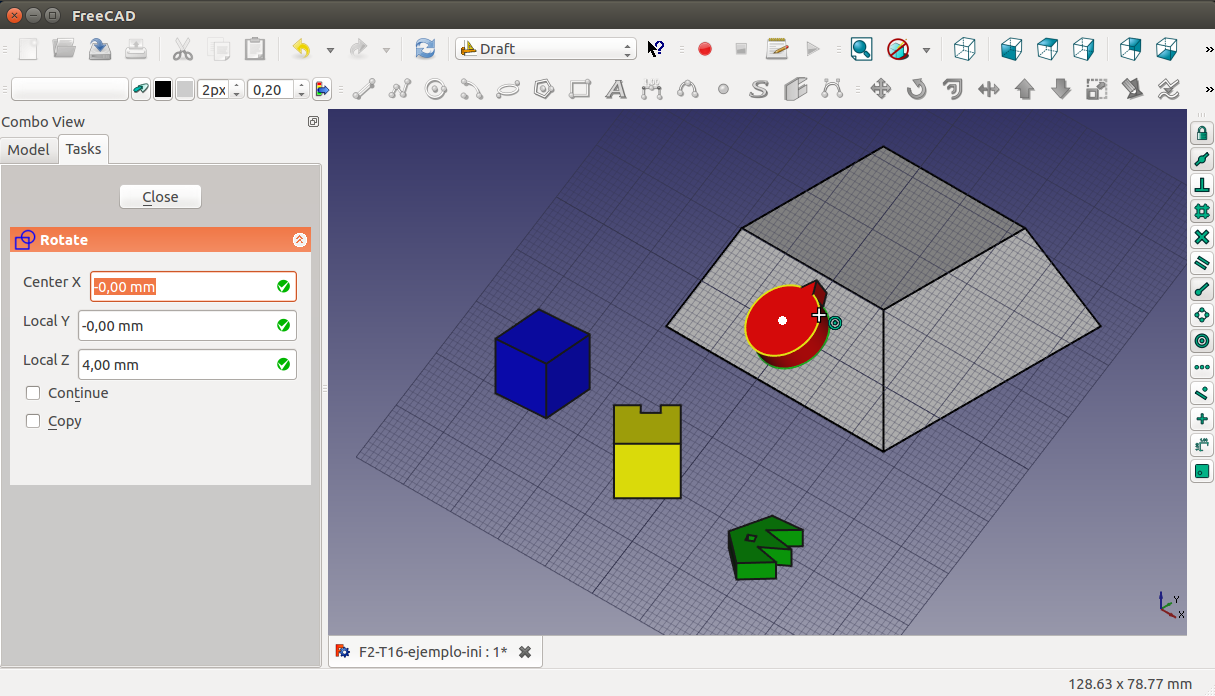 FreeCAD
Draft
2px
0,20
Combo View
Model
Tasks
Close
Rotate
Center X
-0,00 mm
Local Y
-0,00 mm
Local Z
4,00 mm
Continue
Copy
Y
X
F2-T16-ejemplo-ini : 1*
128.63 x 78.77 mm